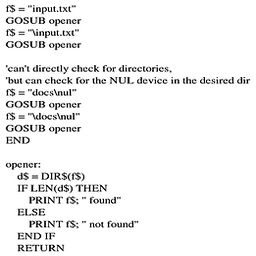 f$ = "input.txt"
GOSUB opener
f$ = "\input.txt"
GOSUB opener
'can't directly check for directories,
'but can check for the NUL device in the desired dir
f$ = "docs\nul"
GOSUB opener
f$ = "\docs\nul"
GOSUB opener
END
opener:
d$ = DIR$(f$)
IF LEN(d$) THEN
PRINT f$; " found"
ELSE
PRINT f$; " not found"
END IF
RETURN